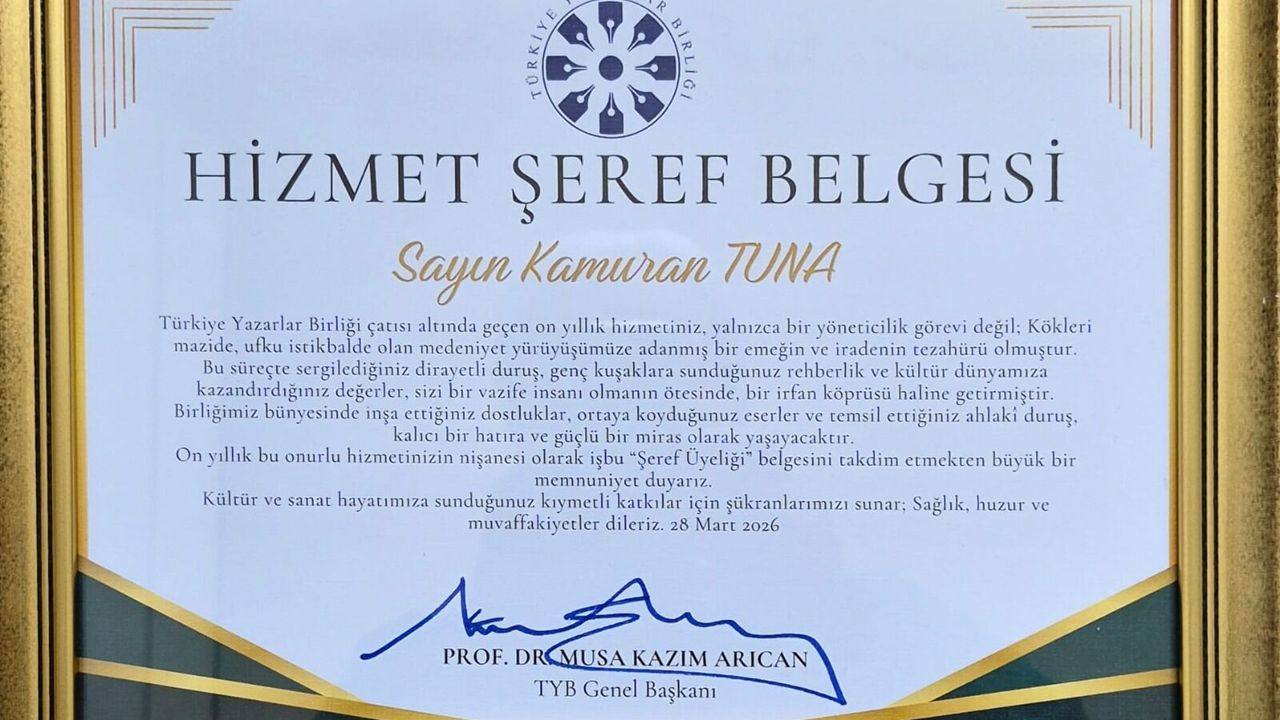 TÜRKİYE BİRLİĞİ
HİZMET ŞEREF BELGESİ
Sayın Kamuran TUNA
Türkiye Yazarlar Birliği çatısı altında geçen on yıllık hizmetiniz, yalnızca bir yöneticilik görevi değil; Kökleri
mazide, ufku istikbalde olan medeniyet yürüyüşümüze adanmış bir emeğin ve iradenin tezahürü olmuştur.
Bu süreçte sergilediğiniz dirayetli duruş, genç kuşaklara sunduğunuz rehberlik ve kültür dünyamıza
kazandırdığınız değerler, sizi bir vazife insanı olmanın ötesinde, bir irfan köprüsü haline getirmiştir.
Birliğimiz bünyesinde inşa ettiğiniz dostluklar, ortaya koyduğunuz eserler ve temsil ettiğiniz ahlakî duruş,
kalıcı bir hatıra ve güçlü bir miras olarak yaşayacaktır.
On yıllık bu onurlu hizmetinizin nişanesi olarak işbu “Şeref Üyeliği” belgesini takdim etmekten büyük bir
memnuniyet duyarız.
Kültür ve sanat hayatımıza sunduğunuz kıymetli katkılar için şükranlarımızı sunar; Sağlık, huzur ve
muvaffakiyetler dileriz. 28 Mart 2026
PROF. DR. MUSA KAZIM ARICAN
TYB Genel Başkanı